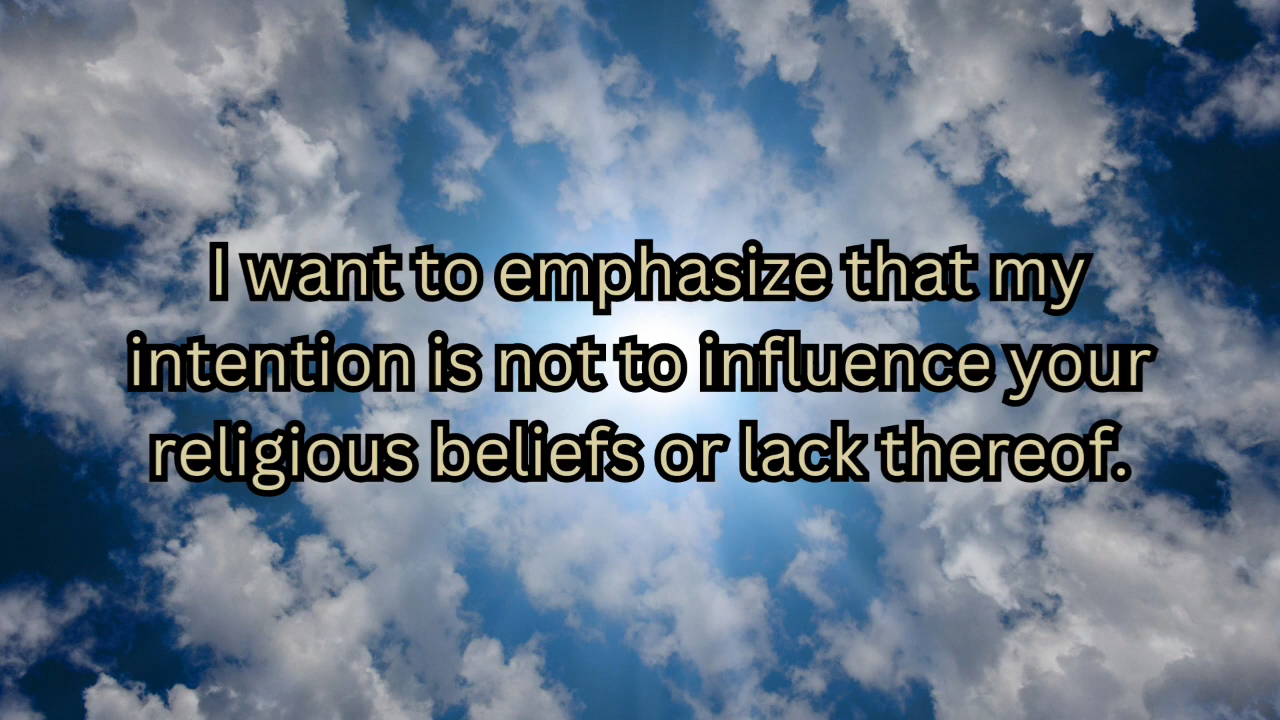 I want to emphasize that my
intention is not to influence your
religious beliefs or lack thereof.